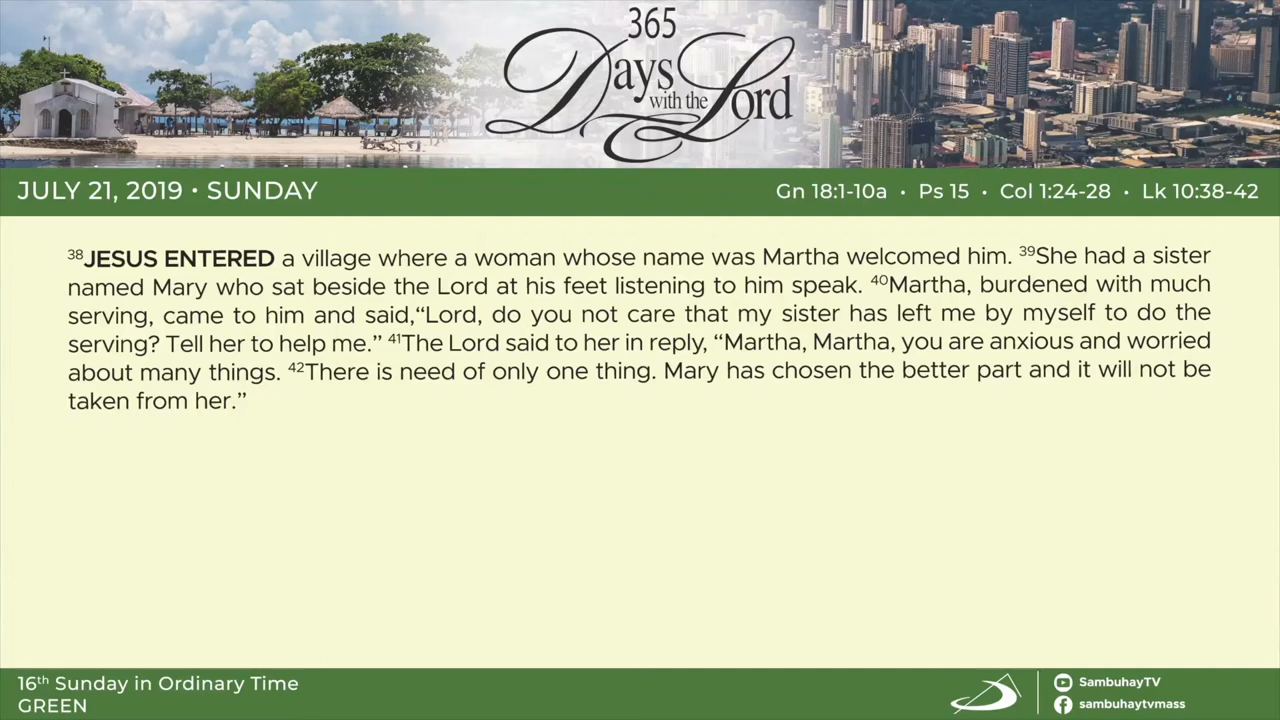 365
Days
with the
Lord
JULY 21, 2019 • SUNDAY
Gn 18:1-10a • Ps 15 • Col 1:24-28 • Lk 10:38-42
³⁸JESUS ENTERED a village where a woman whose name was Martha welcomed him. ³⁹She had a sister
named Mary who sat beside the Lord at his feet listening to him speak. ⁴⁰Martha, burdened with much
serving, came to him and said,“Lord, do you not care that my sister has left me by myself to do the
serving? Tell her to help me.” ⁴¹The Lord said to her in reply, “Martha, Martha, you are anxious and worried
about many things. ⁴²There is need of only one thing. Mary has chosen the better part and it will not be
taken from her.”
16th Sunday in Ordinary Time
GREEN
SambuhayTV
sambuhaytvmass